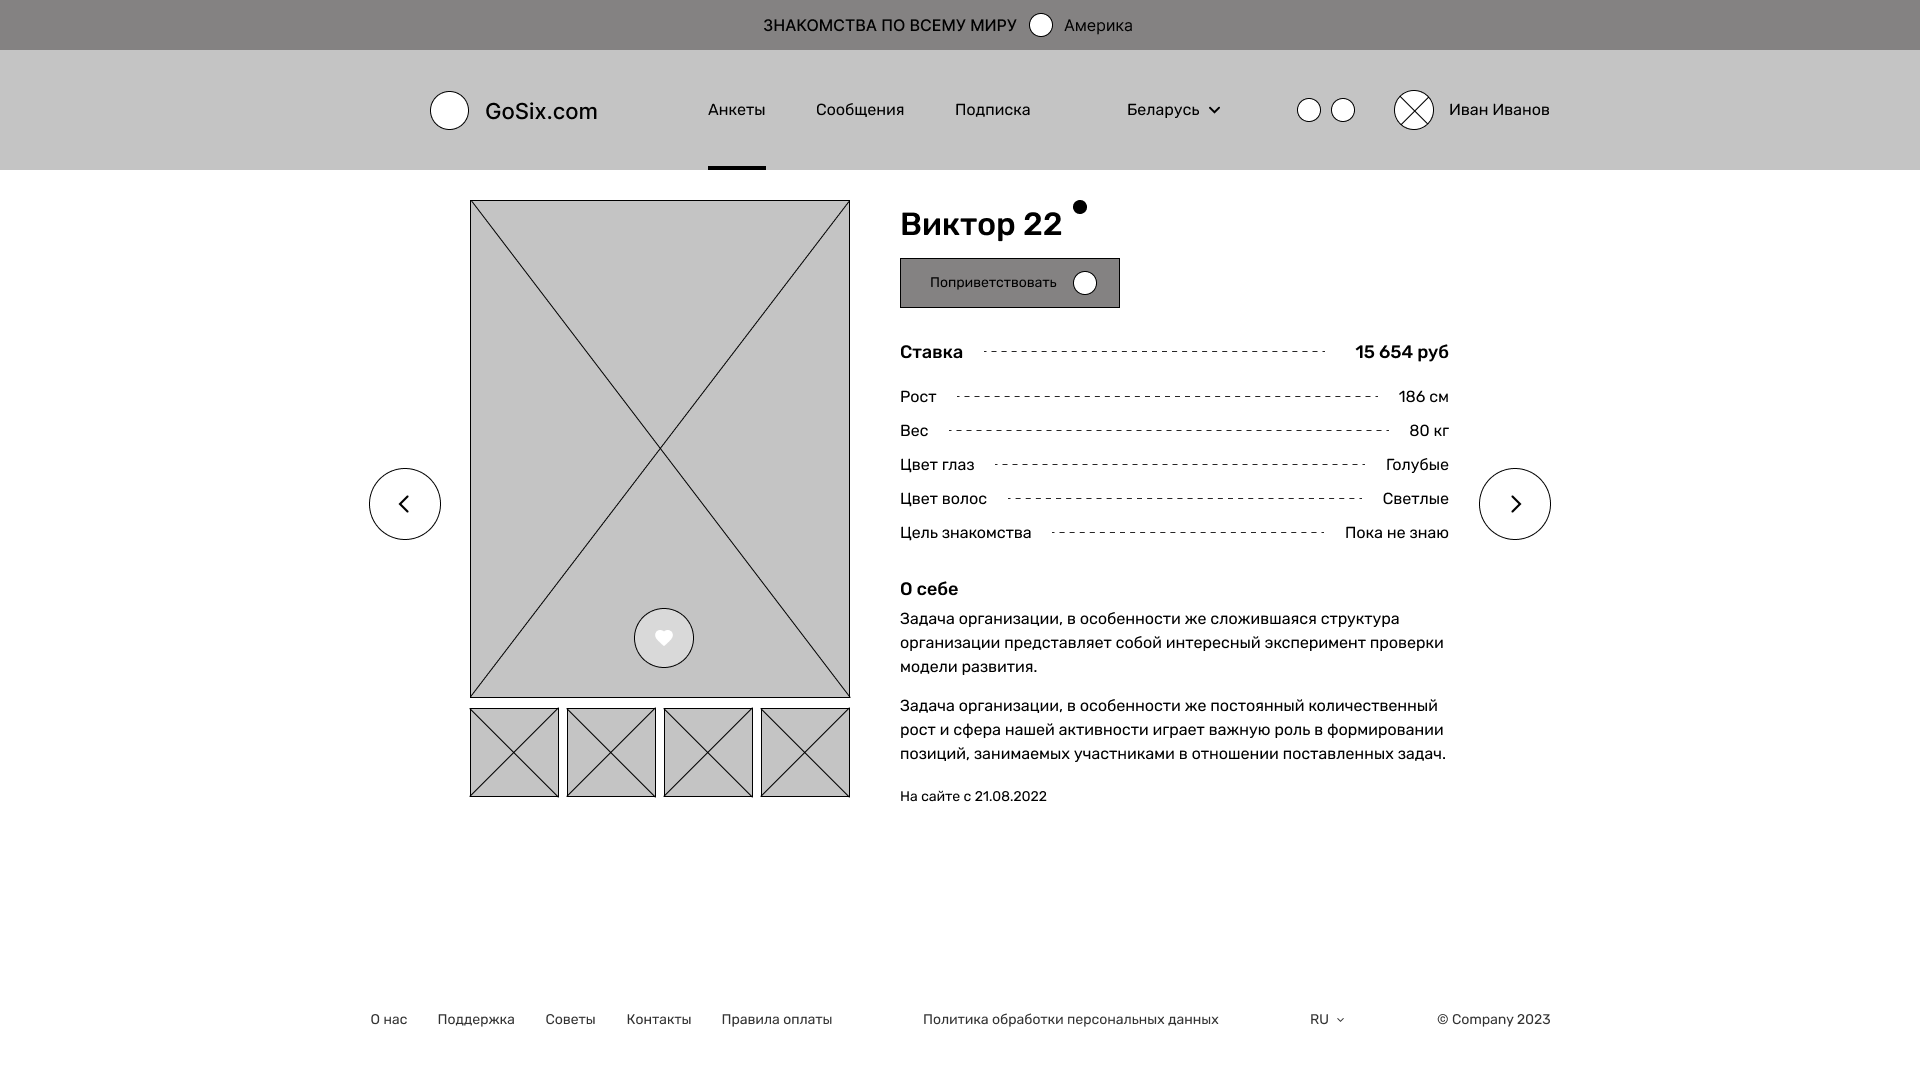 ЗНАКОМСТВА ПО ВСЕМУ МИРУ Америка
GoSix.com Анкеты Сообщения Подписка Беларусь Иван Иванов
Виктор 22
Поприветствовать
Ставка 15 654 руб
Рост 186 см
Вес 80 кг
Цвет глаз Голубые
Цвет волос Светлые
Цель знакомства Пока не знаю
О себе
Задача организации, в особенности же сложившаяся структура
организации представляет собой интересный эксперимент проверки
модели развития.
Задача организации, в особенности же постоянный количественный
рост и сфера нашей активности играет важную роль в формировании
позиций, занимаемых участниками в отношении поставленных задач.
На сайте с 21.08.2022
О нас Поддержка Советы Контакты Правила оплаты Политика обработки персональных данных RU © Company 2023